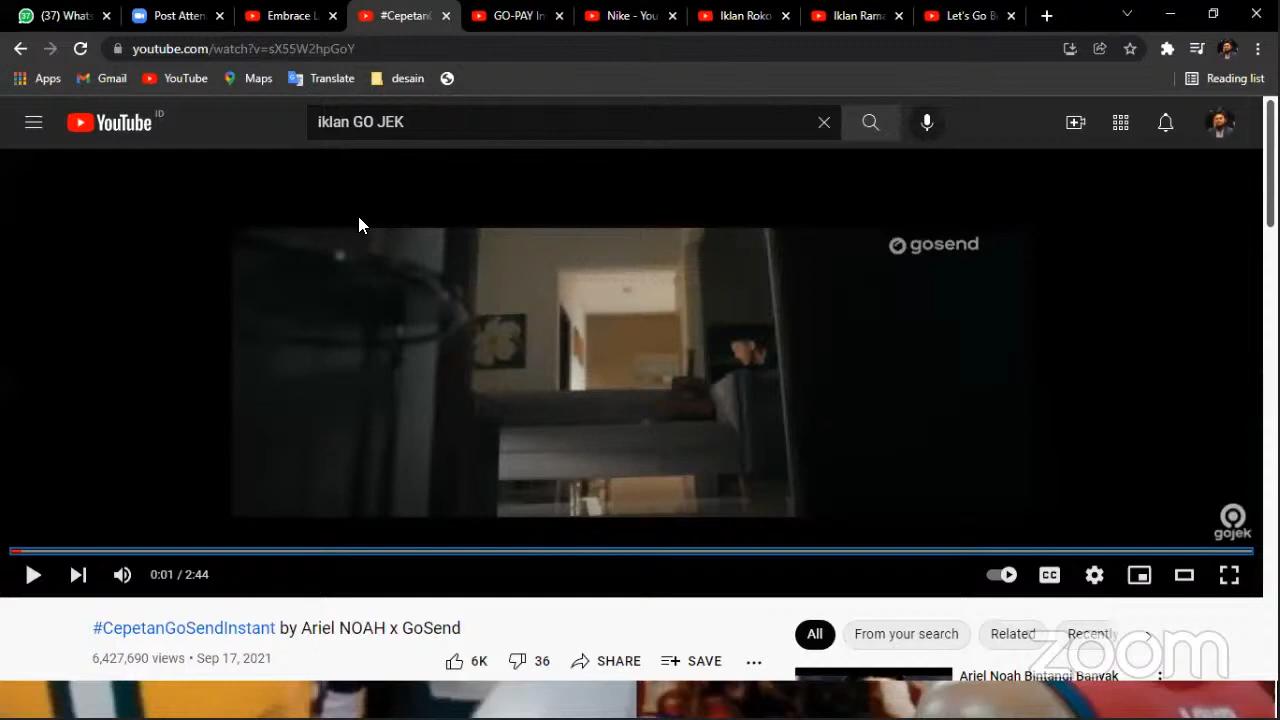 (37) Whats
Post Atten
Embrace L
#CepetanG
GO-PAY In
Nike - You
Iklan Roko
Iklan Rama
Let's Go B
youtube.com/watch?v=sX55W2hpGoY
Apps
Gmail
YouTube
Maps
Translate
desain
Reading list
YouTube ID
iklan GO JEK
gosend
gojek
0:01 / 2:44
CC
#CepetanGoSendInstant by Ariel NOAH x GoSend
6,427,690 views • Sep 17, 2021
6K
36
SHARE
SAVE
All
From your search
Related
Recently
zoom
Ariel Noah Bintangi Banyak